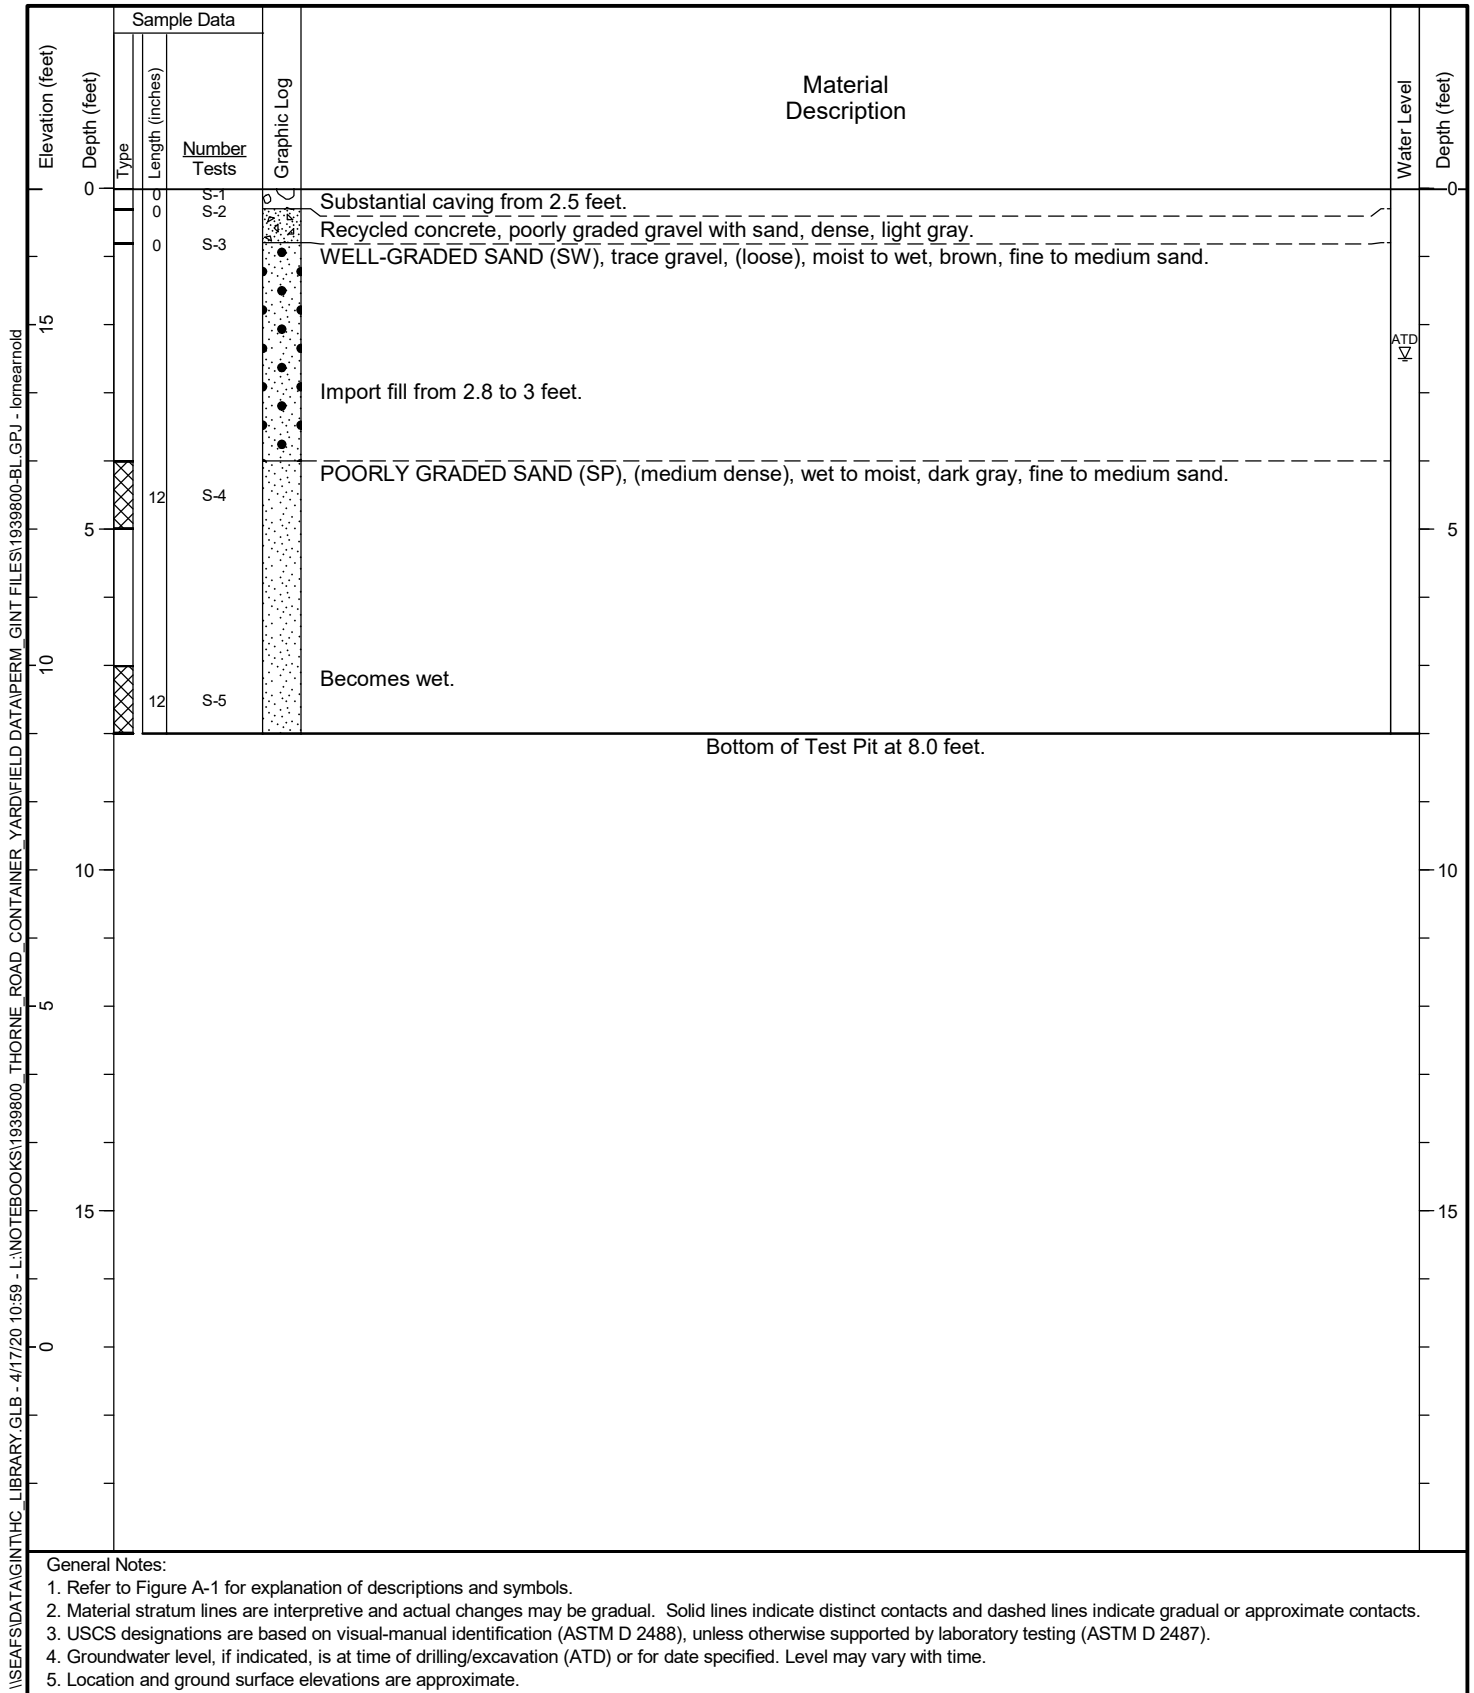 Sample Data
Elevation (feet)
Depth (feet)
Type
Length (inches)
Number
Tests
Graphic Log
Material
Description
Water Level
Depth (feet)
0
0 S-1
Substantial caving from 2.5 feet.
0
0 S-2
Recycled concrete, poorly graded gravel with sand, dense, light gray.
0 S-3
WELL-GRADED SAND (SW), trace gravel, (loose), moist to wet, brown, fine to medium sand.
15
ATD
Import fill from 2.8 to 3 feet.
POORLY GRADED SAND (SP), (medium dense), wet to moist, dark gray, fine to medium sand.
12 S-4
5
5
10
Becomes wet.
12 S-5
Bottom of Test Pit at 8.0 feet.
10
10
5
15
15
0
General Notes:
1. Refer to Figure A-1 for explanation of descriptions and symbols.
2. Material stratum lines are interpretive and actual changes may be gradual. Solid lines indicate distinct contacts and dashed lines indicate gradual or approximate contacts.
3. USCS designations are based on visual-manual identification (ASTM D 2488), unless otherwise supported by laboratory testing (ASTM D 2487).
4. Groundwater level, if indicated, is at time of drilling/excavation (ATD) or for date specified. Level may vary with time.
5. Location and ground surface elevations are approximate.
\\SEAFS\DATA\GINT\HC_LIBRARY.GLB - 4/17/20 10:59 - L:\NOTEBOOKS\1939800_THORNE_ROAD_CONTAINER_YARD\FIELD DATA\PERM_GINT FILES\1939800-BL.GPJ - lornearnold